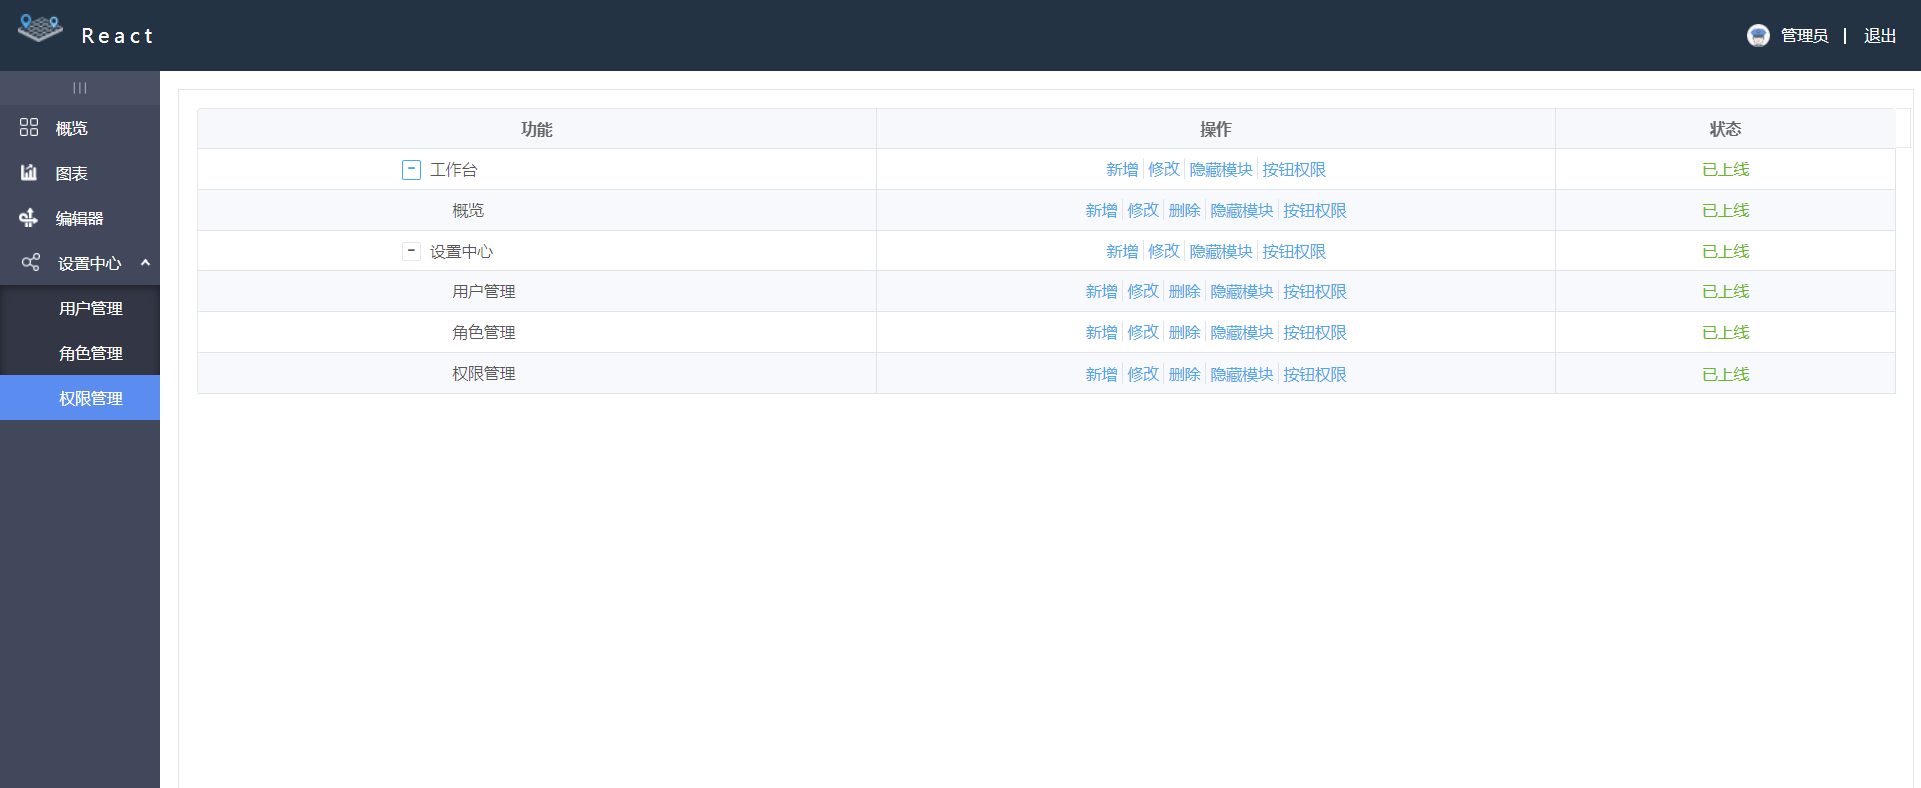 React
管理员 | 退出
概览
图表
编辑器
设置中心
用户管理
角色管理
权限管理
功能 操作 状态
工作台 新增 修改 隐藏模块 按钮权限 已上线
概览 新增 修改 删除 隐藏模块 按钮权限 已上线
设置中心 新增 修改 隐藏模块 按钮权限 已上线
用户管理 新增 修改 删除 隐藏模块 按钮权限 已上线
角色管理 新增 修改 删除 隐藏模块 按钮权限 已上线
权限管理 新增 修改 删除 隐藏模块 按钮权限 已上线